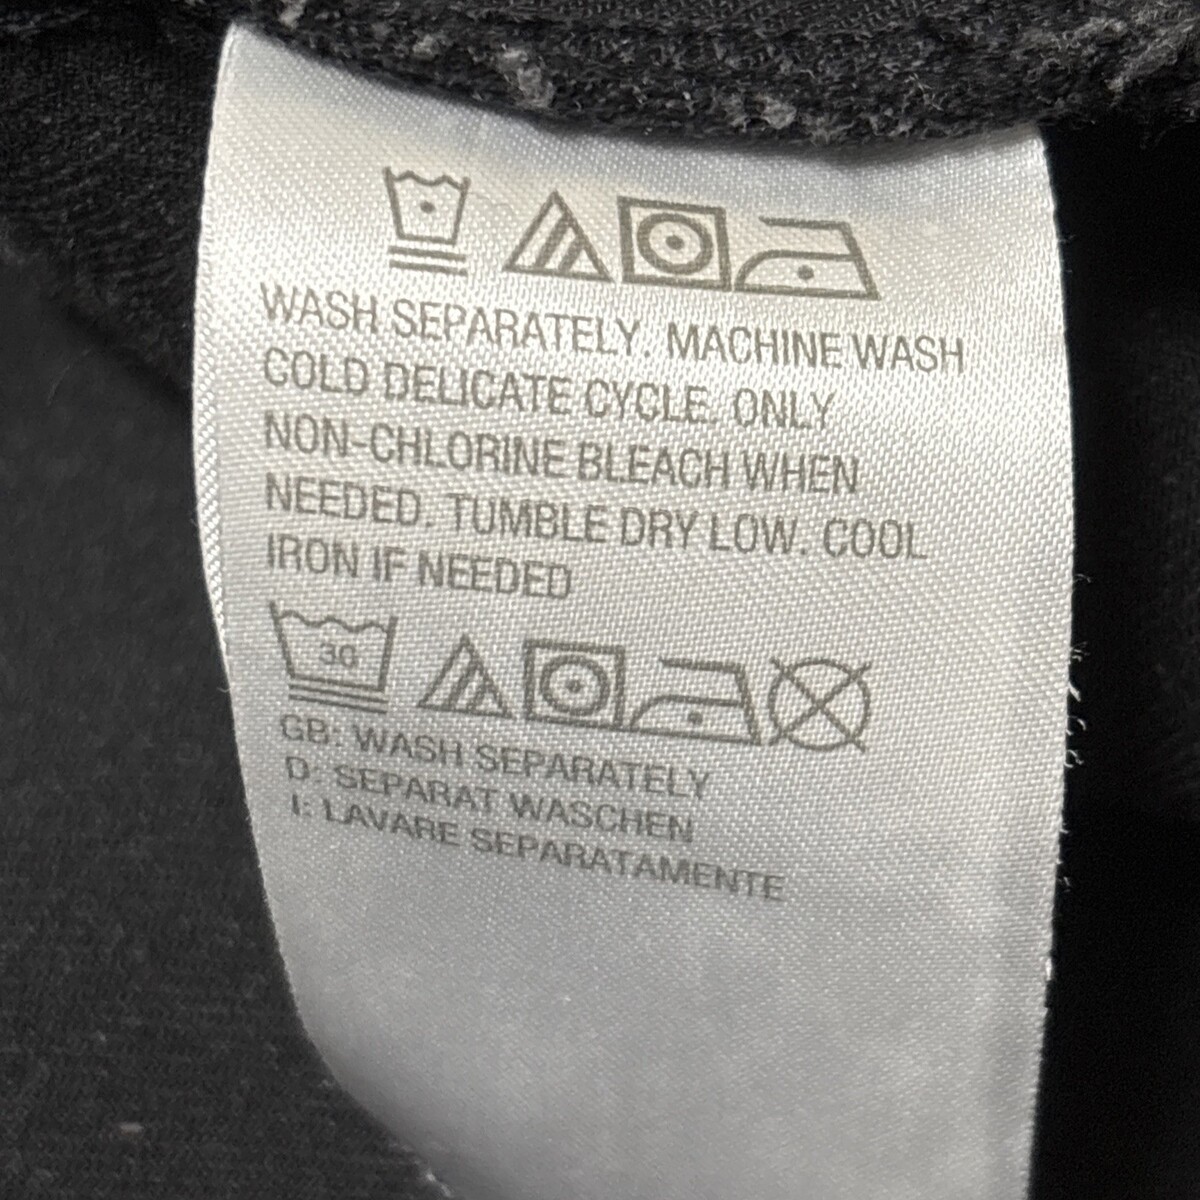 WASH SEPARATELY. MACHINE WASH
COLD DELICATE CYCLE. ONLY
NON-CHLORINE BLEACH WHEN
NEEDED. TUMBLE DRY LOW. COOL
IRON IF NEEDED
30
GB: WASH SEPARATELY
D: SEPARAT WASCHEN
I: LAVARE SEPARATAMENTE